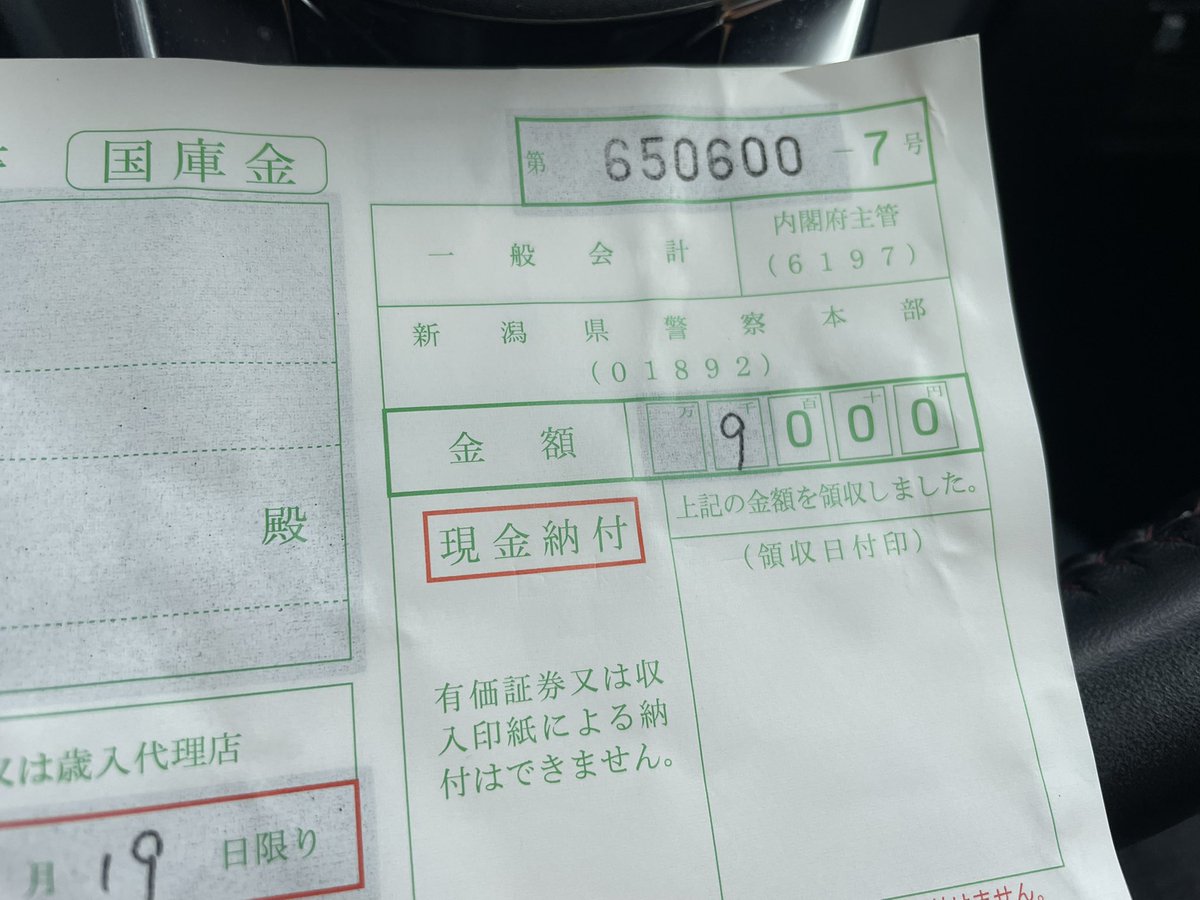 国庫金
第 650600-7号
一般会計
内閣府主管
(6197)
新潟県警察本部
(01892)
金額 万 9千 0百 0十 0円
殿
現金納付
上記の金額を領収しました。
(領収日付印)
有価証券又は収
入印紙による納
付はできません。
又は歳入代理店
月 19 日限り
ません。